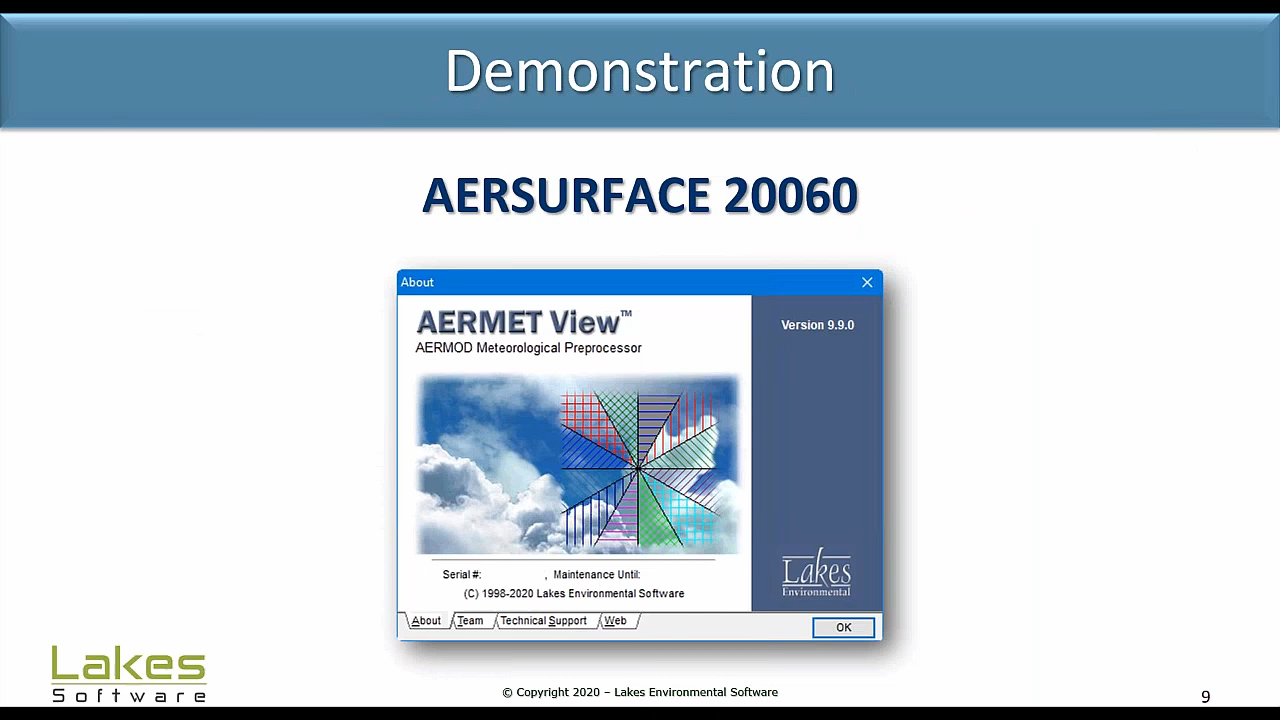 Demonstration
AERSURFACE 20060
About
AERMET View™
AERMOD Meteorological Preprocessor
Version 9.9.0
Serial #: , Maintenance Until:
(C) 1998-2020 Lakes Environmental Software
Lakes
Environmental
About Team Technical Support Web
OK
Lakes
Software
© Copyright 2020 – Lakes Environmental Software
9